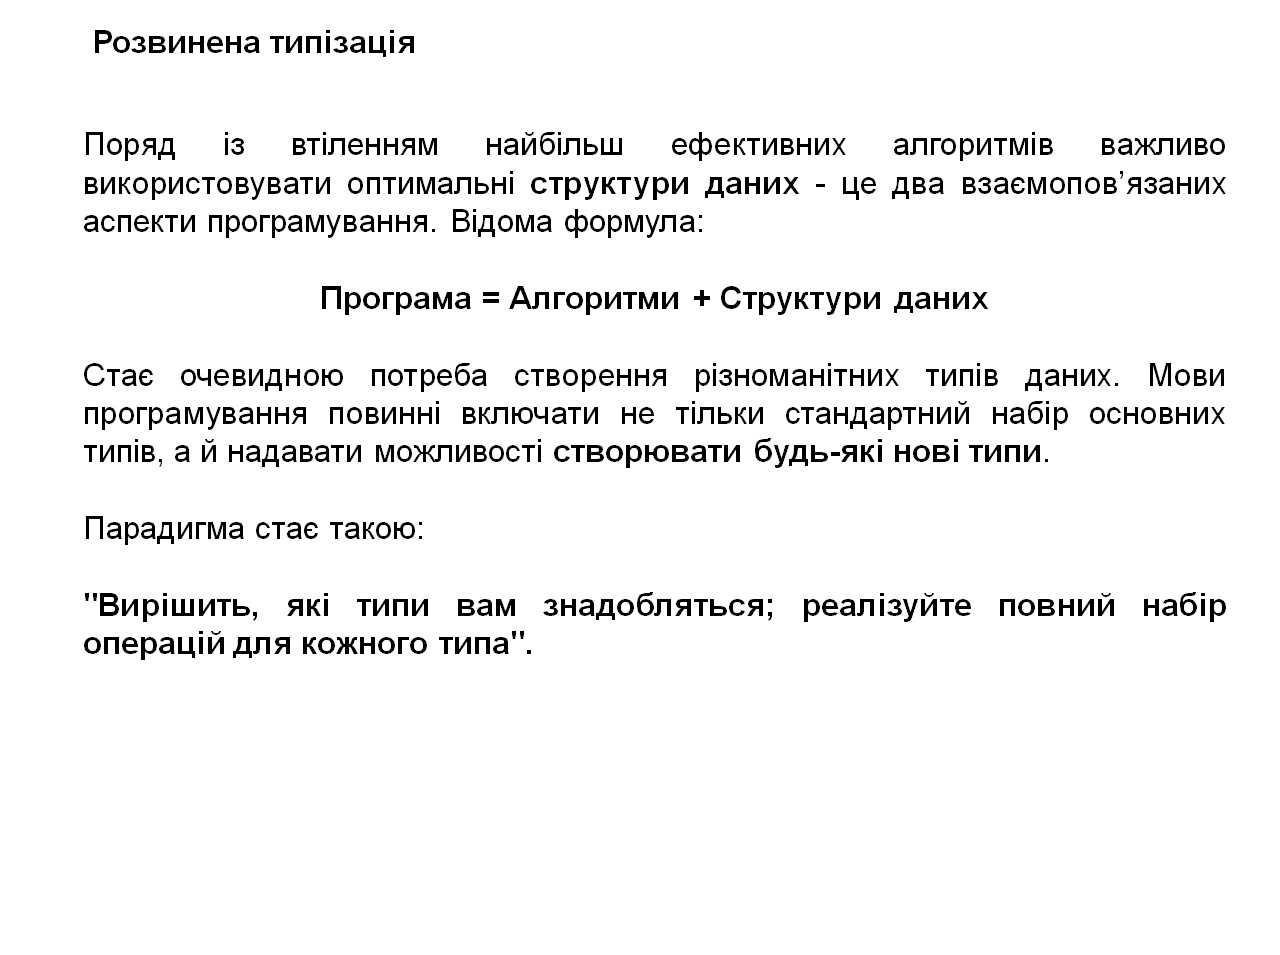 Розвинена типізація
Поряд із втіленням найбільш ефективних алгоритмів важливо
використовувати оптимальні структури даних - це два взаємопов’язаних
аспекти програмування. Відома формула:
Програма = Алгоритми + Структури даних
Стає очевидною потреба створення різноманітних типів даних. Мови
програмування повинні включати не тільки стандартний набір основних
типів, а й надавати можливості створювати будь-які нові типи.
Парадигма стає такою:
"Вирішить, які типи вам знадобляться; реалізуйте повний набір
операцій для кожного типа".